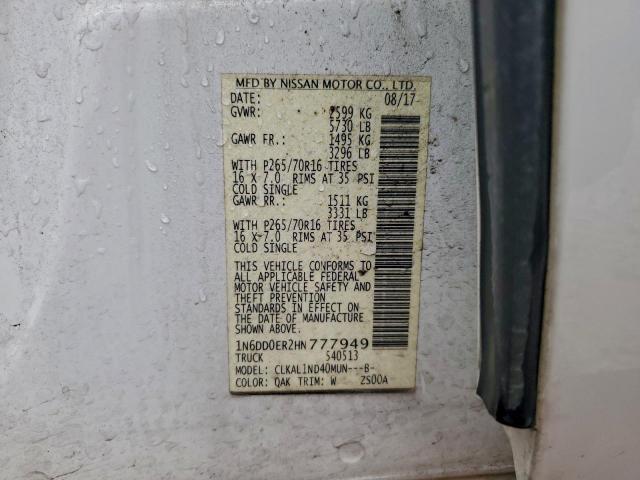 MFD BY NISSAN MOTOR CO., LTD.
DATE: 08/17
GVWR: 2599 KG
5730 LB
GAWR FR.: 1495 KG
3296 LB
WITH P265/70R16 TIRES
16 X 7.0 RIMS AT 35 PSI
COLD SINGLE
GAWR RR.: 1511 KG
3331 LB
WITH P265/70R16 TIRES
16 X 7.0 RIMS AT 35 PSI
COLD SINGLE
THIS VEHICLE CONFORMS TO
ALL APPLICABLE FEDERAL
MOTOR VEHICLE SAFETY AND
THEFT PREVENTION
STANDARDS IN EFFECT ON
THE DATE OF MANUFACTURE
SHOWN ABOVE.
1N6DD0ER2HN777949
TRUCK 540513
MODEL: CLKAL1ND40MUN---B-
COLOR: QAK TRIM: W ZS00A